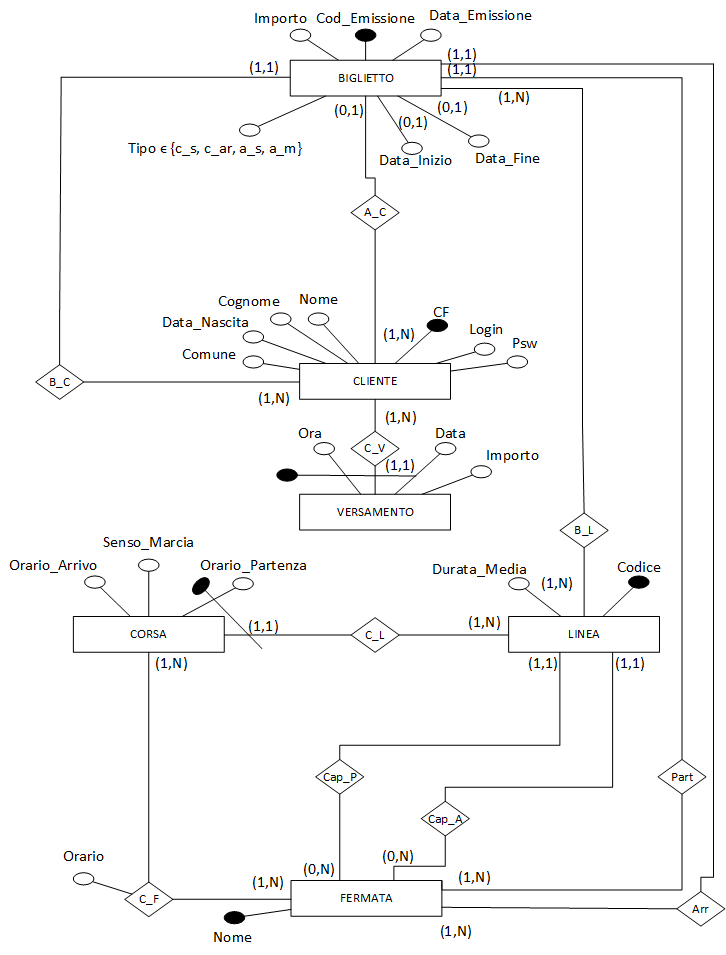 Importo Cod_Emissione Data_Emissione
(1,1)
(1,1) BIGLIETTO (1,1)
(1,N)
(0,1) (0,1)
(0,1)
Tipo ϵ {c_s, c_ar, a_s, a_m} Data_Inizio Data_Fine
A_C
Nome
Cognome CF
Data_Nascita (1,N) Login
Comune Psw
B_C CLIENTE
(1,N) (1,N)
Ora C_V Data
(1,1) Importo
VERSAMENTO
B_L
Senso_Marcia
Orario_Arrivo Orario_Partenza Durata_Media (1,N) Codice
CORSA (1,1) C_L (1,N) LINEA
(1,N) (1,1) (1,1)
Cap_P Part
Cap_A
Orario (0,N) (0,N)
(1,N) (1,N)
C_F FERMATA Arr
Nome (1,N)